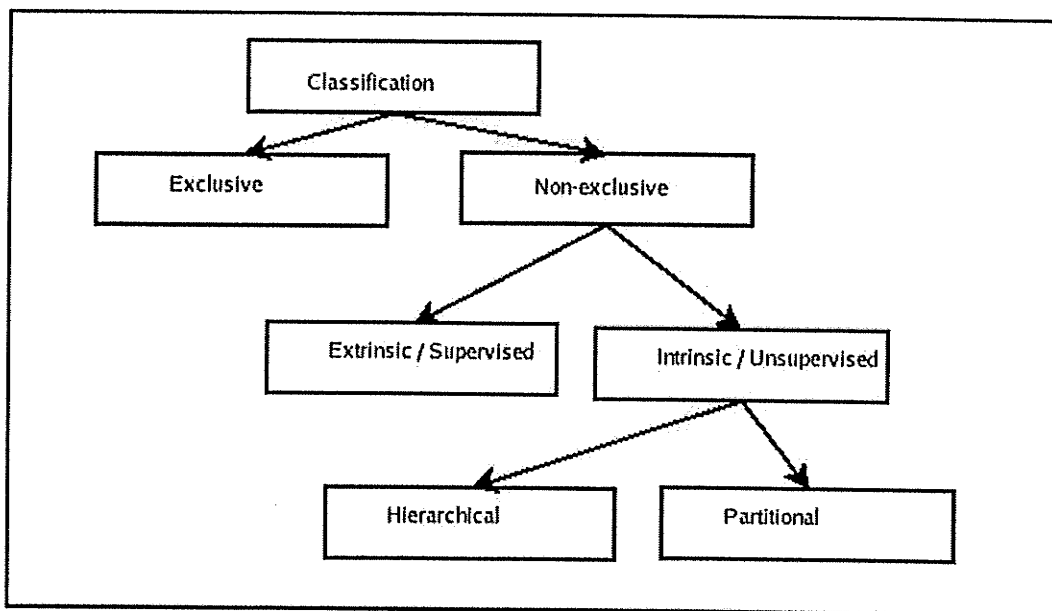 Classification
Exclusive
Non-exclusive
Extrinsic / Supervised
Intrinsic / Unsupervised
Hierarchical
Partitional